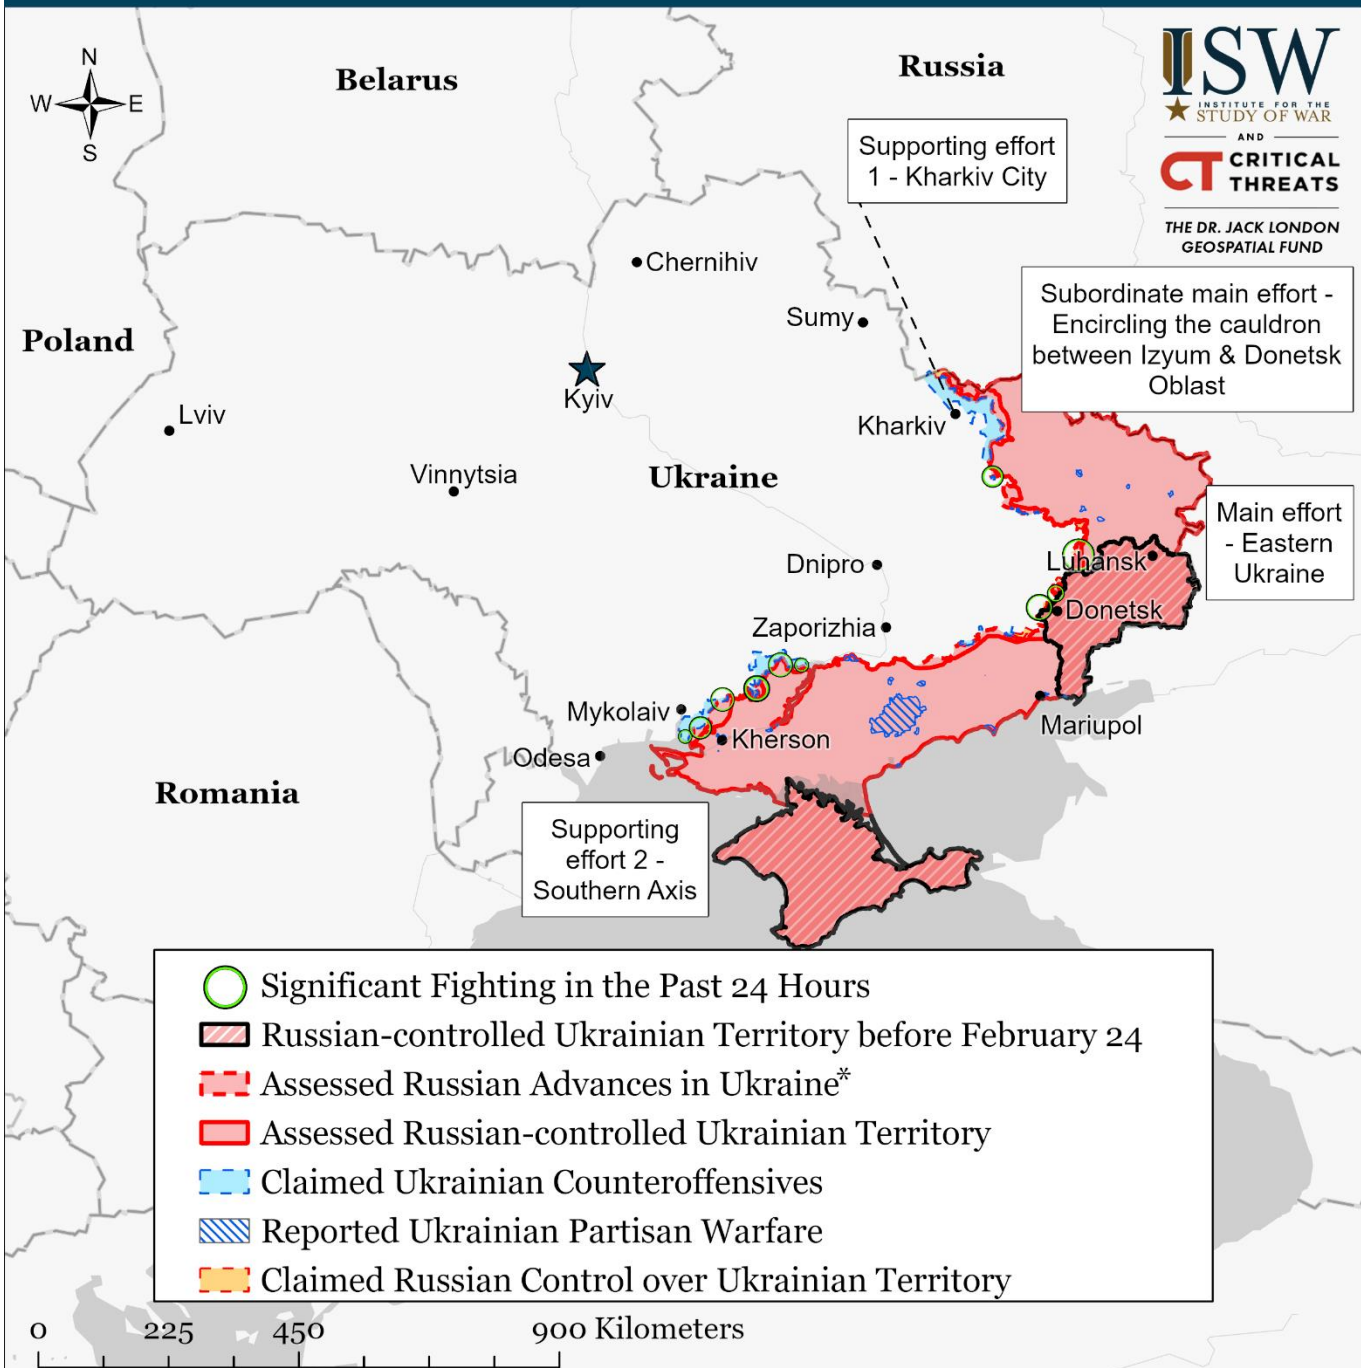 N
W
E
S
Belarus
Russia
ISW
INSTITUTE FOR THE
STUDY OF WAR
AND
CT CRITICAL
THREATS
THE DR. JACK LONDON
GEOSPATIAL FUND
Supporting effort
1 - Kharkiv City
Chernihiv
Sumy
Subordinate main effort -
Encircling the cauldron
between Izyum & Donetsk
Oblast
Poland
Kyiv
Lviv
Kharkiv
Vinnytsia
Ukraine
Main effort
- Eastern
Ukraine
Dnipro
Luhansk
Donetsk
Zaporizhia
Mykolaiv
Kherson
Mariupol
Odesa
Romania
Supporting
effort 2 -
Southern Axis
Significant Fighting in the Past 24 Hours
Russian-controlled Ukrainian Territory before February 24
Assessed Russian Advances in Ukraine*
Assessed Russian-controlled Ukrainian Territory
Claimed Ukrainian Counteroffensives
Reported Ukrainian Partisan Warfare
Claimed Russian Control over Ukrainian Territory
0 225 450 900 Kilometers